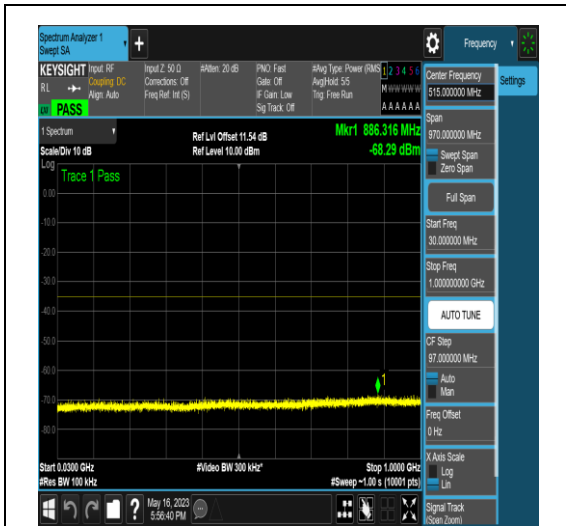 Spectrum Analyzer 1
Swept SA
Frequency
KEYSIGHT
RL
Input: RF
Coupling: DC
Align: Auto
Input Z: 50 Ω
Corrections: Off
Freq Ref: Int (S)
#Atten: 20 dB
PNO: Fast
Gate: Off
IF Gain: Low
Sig Track: Off
#Avg Type: Power (RMS
Avg|Hold: 5/5
Trig: Free Run
1 2 3 4 5 6
M W W W W W
A A A A A A
PASS
1 Spectrum
Scale/Div 10 dB
Ref Lvl Offset 11.54 dB
Ref Level 10.00 dBm
Mkr1 886.316 MHz
-68.29 dBm
Log
Trace 1 Pass
0.00
-10.0
-20.0
-30.0
-40.0
-50.0
-60.0
-70.0
-80.0
1
Start 0.0300 GHz
#Res BW 100 kHz
#Video BW 300 kHz*
Stop 1.0000 GHz
#Sweep ~1.00 s (10001 pts)
May 16, 2023
5:56:40 PM
Center Frequency
515.000000 MHz
Settings
Span
970.000000 MHz
Swept Span
Zero Span
Full Span
Start Freq
30.000000 MHz
Stop Freq
1.000000000 GHz
AUTO TUNE
CF Step
97.000000 MHz
Auto
Man
Freq Offset
0 Hz
X Axis Scale
Log
Lin
Signal Track
(Span Zoom)